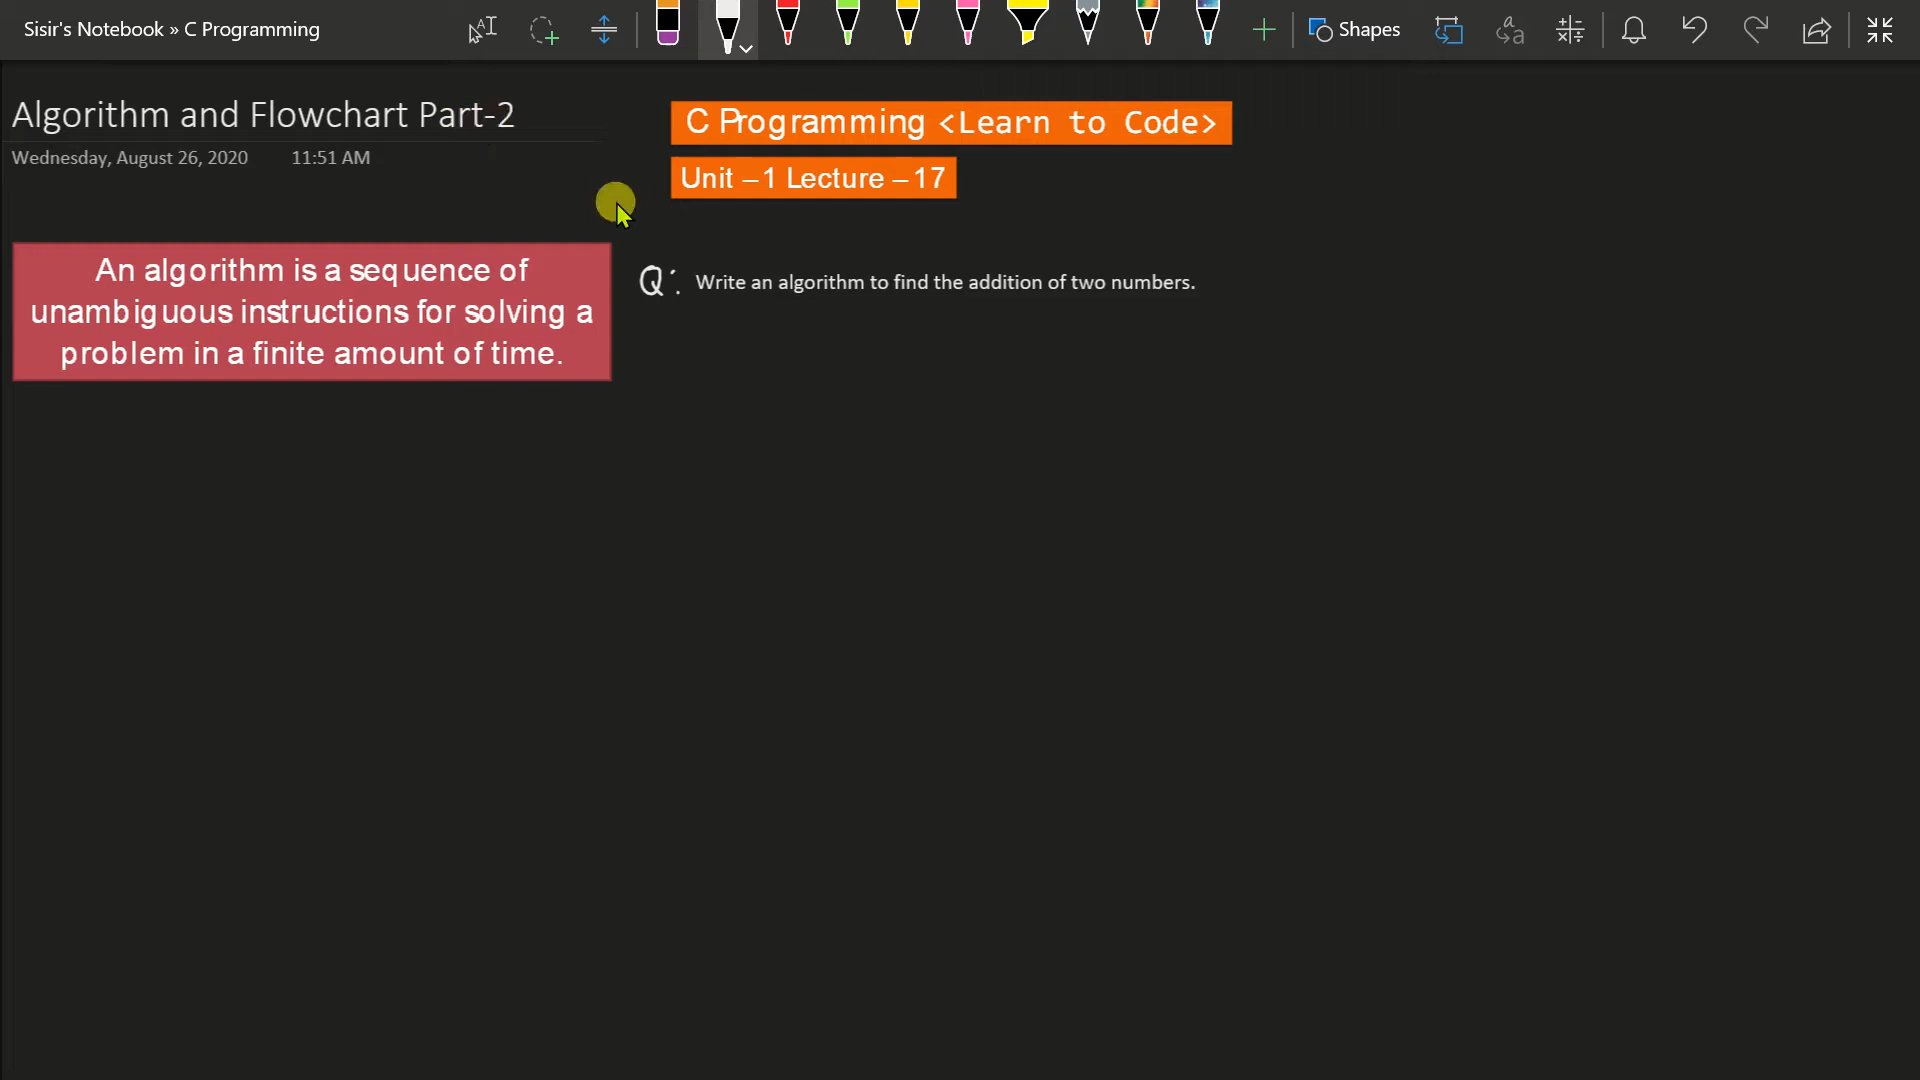 Sisir's Notebook » C Programming
Shapes
Algorithm and Flowchart Part-2
Wednesday, August 26, 2020 11:51 AM
C Programming <Learn to Code>
Unit –1 Lecture –17
An algorithm is a sequence of
unambiguous instructions for solving a
problem in a finite amount of time.
Q: Write an algorithm to find the addition of two numbers.